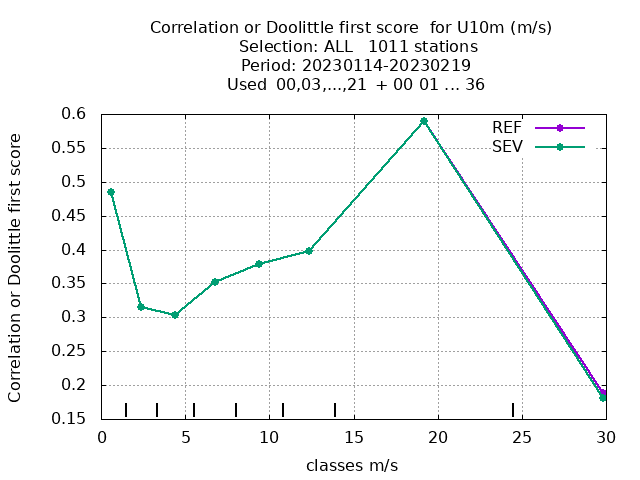 Correlation or Doolittle first score  for U10m (m/s)
Selection: ALL   1011 stations
Period: 20230114-20230219
Used  00,03,...,21  + 00 01 ... 36
Correlation or Doolittle first score
0.6
0.55
0.5
0.45
0.4
0.35
0.3
0.25
0.2
0.15
REF
SEV
0 5 10 15 20 25 30
classes m/s